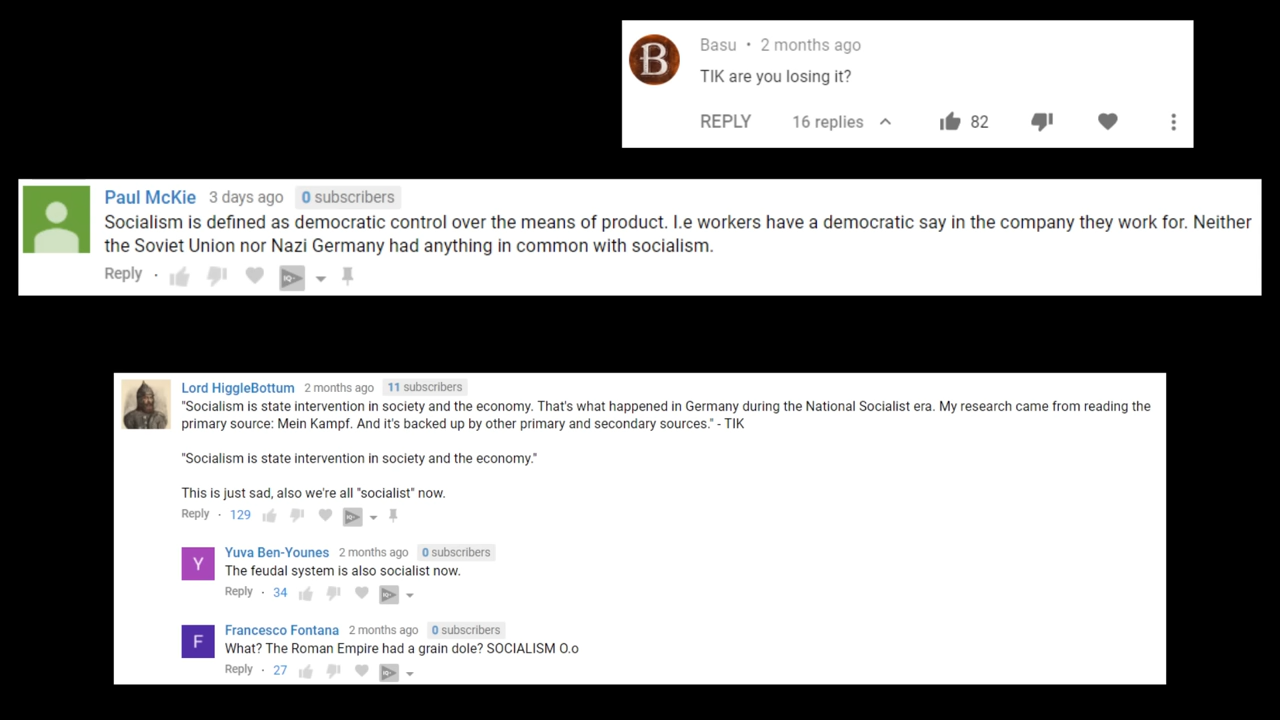 B
Basu • 2 months ago
TIK are you losing it?
REPLY 16 replies 82
Paul McKie 3 days ago 0 subscribers
Socialism is defined as democratic control over the means of product. I.e workers have a democratic say in the company they work for. Neither
the Soviet Union nor Nazi Germany had anything in common with socialism.
Reply ·
Lord HiggleBottum 2 months ago 11 subscribers
"Socialism is state intervention in society and the economy. That's what happened in Germany during the National Socialist era. My research came from reading the
primary source: Mein Kampf. And it's backed up by other primary and secondary sources." - TIK
"Socialism is state intervention in society and the economy."
This is just sad, also we're all "socialist" now.
Reply · 129
Y
Yuva Ben-Younes 2 months ago 0 subscribers
The feudal system is also socialist now.
Reply · 34
F
Francesco Fontana 2 months ago 0 subscribers
What? The Roman Empire had a grain dole? SOCIALISM O.o
Reply · 27